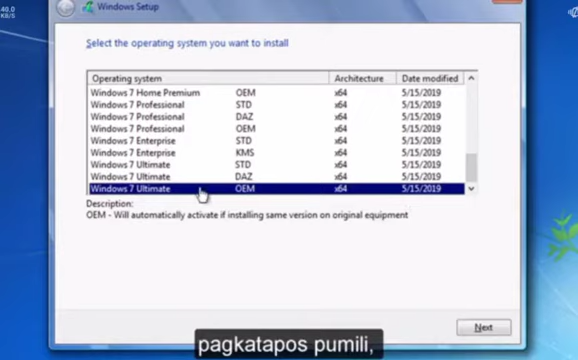 40.0
KB/S
Windows Setup
Select the operating system you want to install
Operating system Architecture Date modified
Windows 7 Home Premium OEM x64 5/15/2019
Windows 7 Professional STD x64 5/15/2019
Windows 7 Professional DAZ x64 5/15/2019
Windows 7 Professional OEM x64 5/15/2019
Windows 7 Enterprise STD x64 5/15/2019
Windows 7 Enterprise KMS x64 5/15/2019
Windows 7 Ultimate STD x64 5/15/2019
Windows 7 Ultimate DAZ x64 5/15/2019
Windows 7 Ultimate OEM x64 5/15/2019
Description:
OEM - Will automatically activate if installing same version on original equipment
Next
pagkatapos pumili,